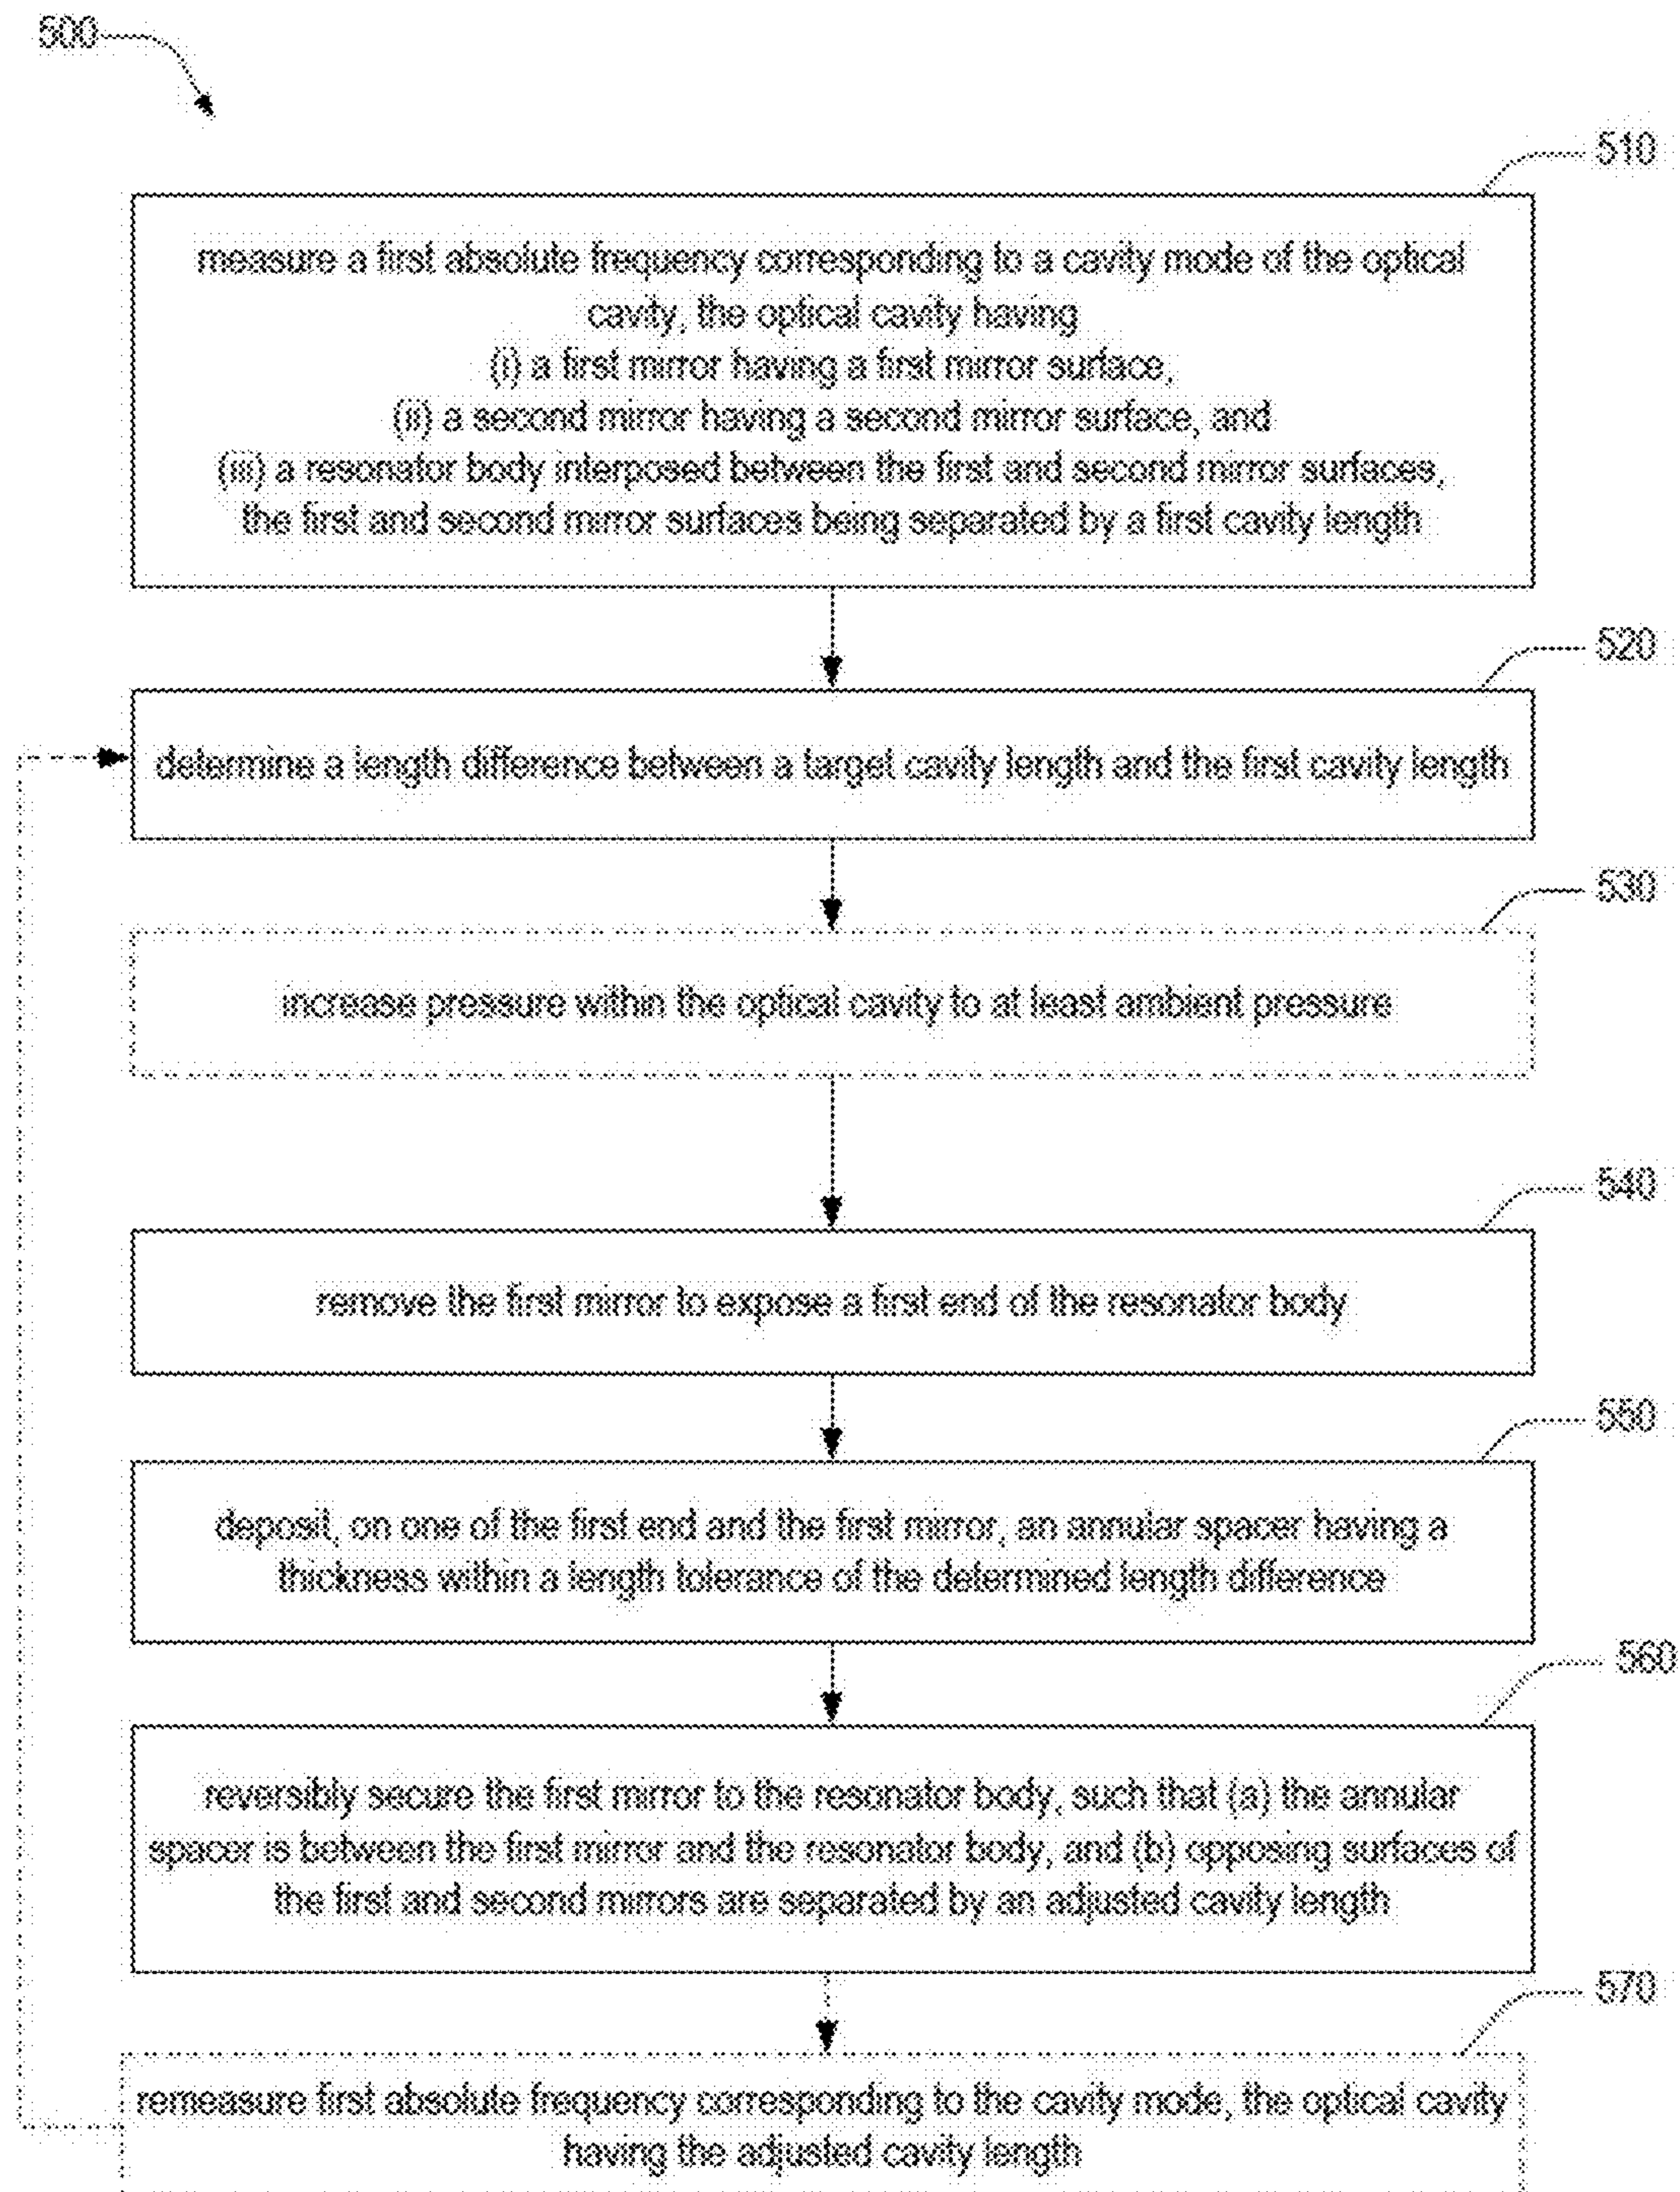 500
510
measure a first absolute frequency corresponding to a cavity mode of the optical
cavity, the optical cavity having
(i) a first mirror having a first mirror surface,
(ii) a second mirror having a second mirror surface, and
(iii) a resonator body interposed between the first and second mirror surfaces,
the first and second mirror surfaces being separated by a first cavity length
520
determine a length difference between a target cavity length and the first cavity length
530
increase pressure within the optical cavity to at least ambient pressure
540
remove the first mirror to expose a first end of the resonator body
550
deposit, on one of the first end and the first mirror, an annular spacer having a
thickness within a length tolerance of the determined length difference
560
reversibly secure the first mirror to the resonator body, such that (a) the annular
spacer is between the first mirror and the resonator body, and (b) opposing surfaces of
the first and second mirrors are separated by an adjusted cavity length
570
remeasure first absolute frequency corresponding to the cavity mode, the optical cavity
having the adjusted cavity length